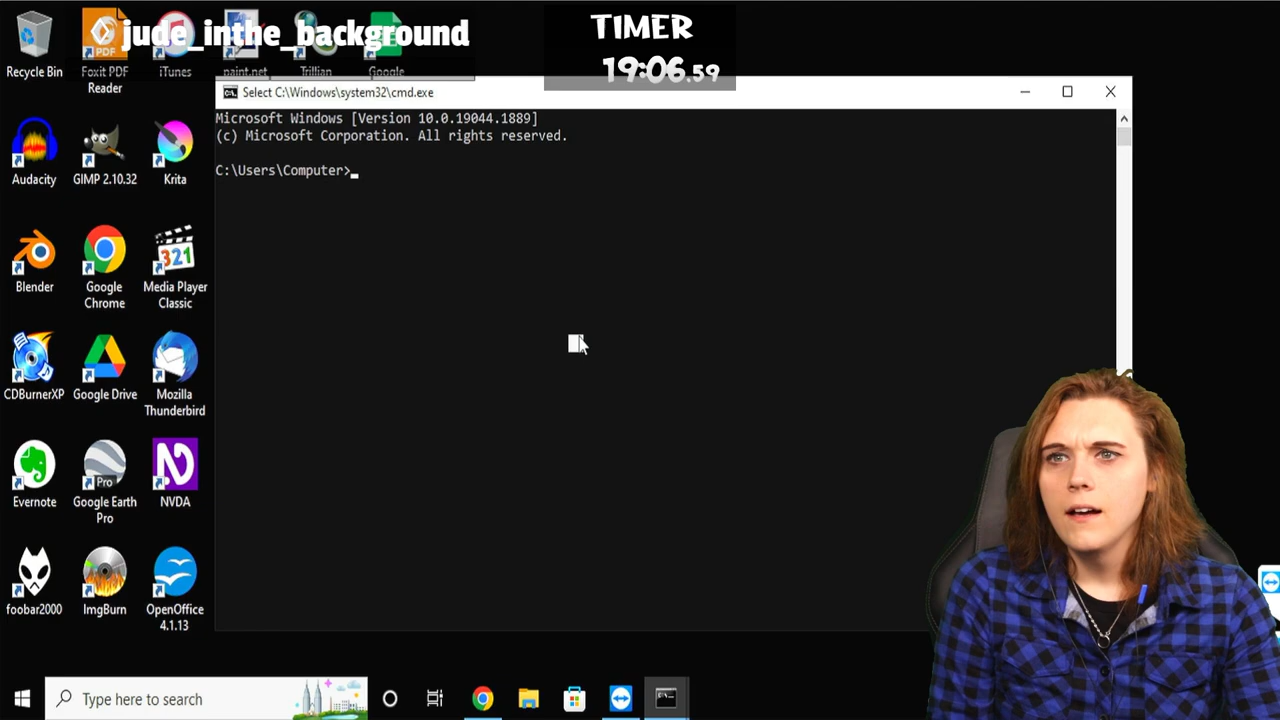 jude_inthe_background
TIMER
19:06.59
Recycle Bin
Foxit PDF
Reader
iTunes
paint.net
Trillian
Google
Select C:\Windows\system32\cmd.exe
Microsoft Windows [Version 10.0.19044.1889]
(c) Microsoft Corporation. All rights reserved.
C:\Users\Computer>
Audacity
GIMP 2.10.32
Krita
Blender
Google
Chrome
321
Media Player
Classic
CDBurnerXP
Google Drive
Mozilla
Thunderbird
Evernote
Pro
Google Earth
Pro
NVDA
foobar2000
ImgBurn
OpenOffice
4.1.13
Type here to search
PDF